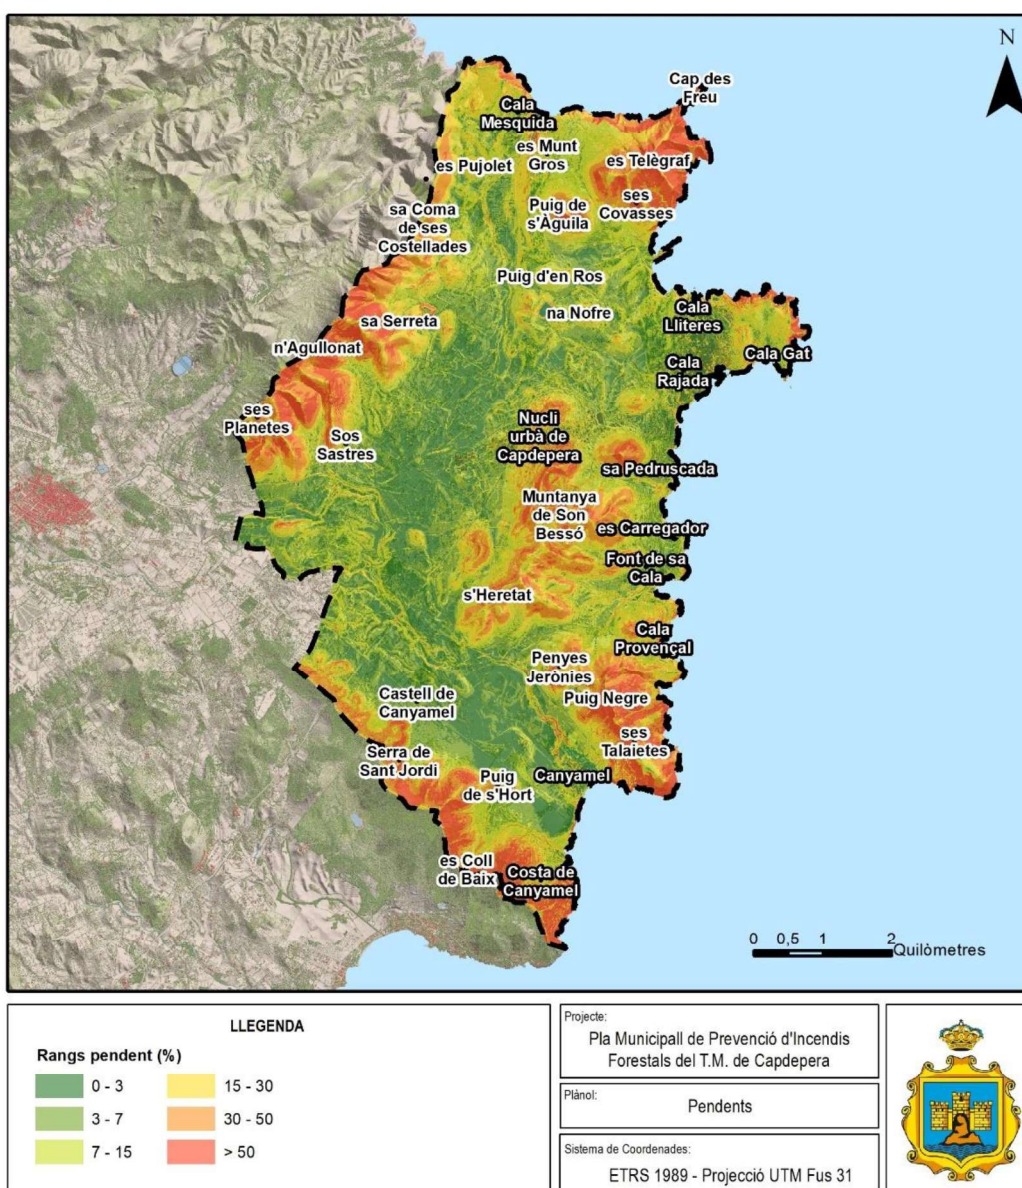 N
Cap des
Freu
Cala
Mesquida
es Munt
Gros
es Pujolet
es Telègraf
ses
Covasses
sa Coma
de ses
Costellades
Puig de
s'Àguila
Puig d'en Ros
na Nofre
sa Serreta
n'Agullonat
Cala
Lliteres
Cala Gat
Cala
Rajada
ses
Planetes
Sos
Sastres
Nucli
urbà de
Capdepera
sa Pedruscada
Muntanya
de Son
Bessó
es Carregador
Font de sa
Cala
s'Heretat
Cala
Provençal
Penyes
Jerònies
Puig Negre
Castell de
Canyamel
ses
Talaietes
Serra de
Sant Jordi
Puig
de s'Hort
Canyamel
es Coll
de Baix
Costa de
Canyamel
0 0,5 1 2
Quilòmetres
LLEGENDA
Rangs pendent (%)
0 - 3
3 - 7
7 - 15
15 - 30
30 - 50
> 50
Projecte:
Pla Municipall de Prevenció d'Incendis
Forestals del T.M. de Capdepera
Plànol:
Pendents
Sistema de Coordenades:
ETRS 1989 - Projecció UTM Fus 31